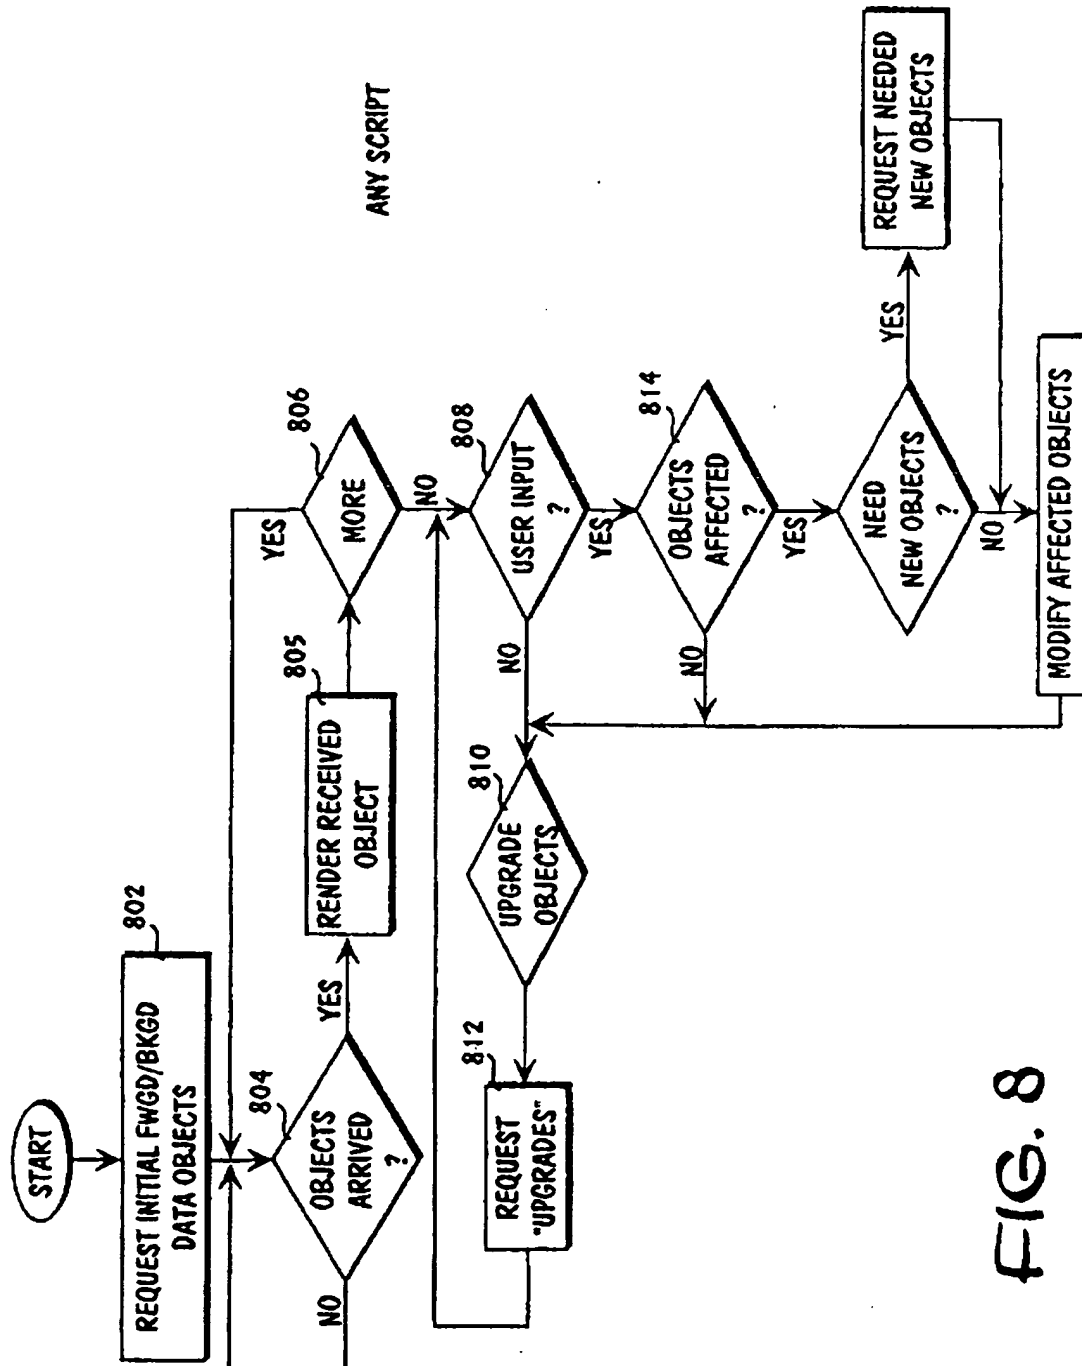 START
802
REQUEST INITIAL FWGD/BKGD
DATA OBJECTS
804
OBJECTS
ARRIVED
?
NO
YES
805
RENDER RECEIVED
OBJECT
806
MORE
YES
NO
808
USER INPUT
?
NO
YES
810
UPGRADE
OBJECTS
812
REQUEST
"UPGRADES"
814
OBJECTS
AFFECTED
?
NO
YES
NEED
NEW OBJECTS
?
YES
NO
REQUEST NEEDED
NEW OBJECTS
MODIFY AFFECTED OBJECTS
ANY SCRIPT
FIG. 8